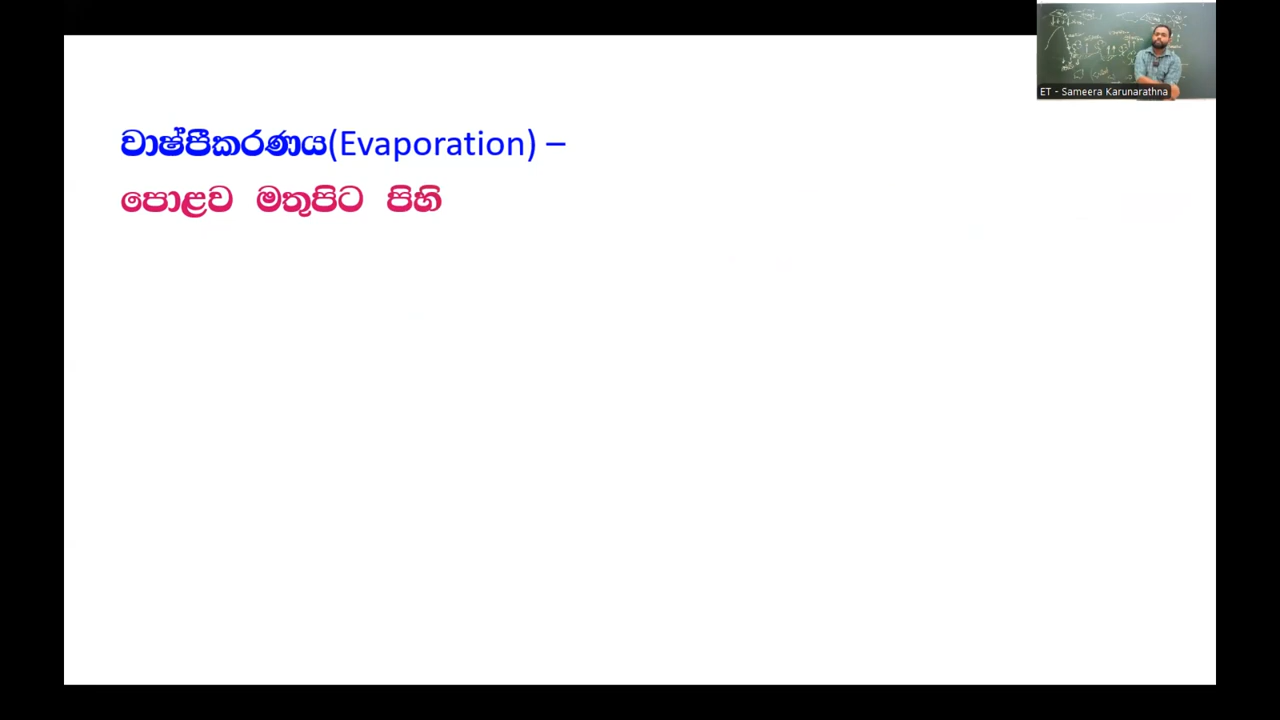 ET - Sameera Karunarathna
වාෂ්පීකරණය(Evaporation) –
පොළව මතුපිට පිහි